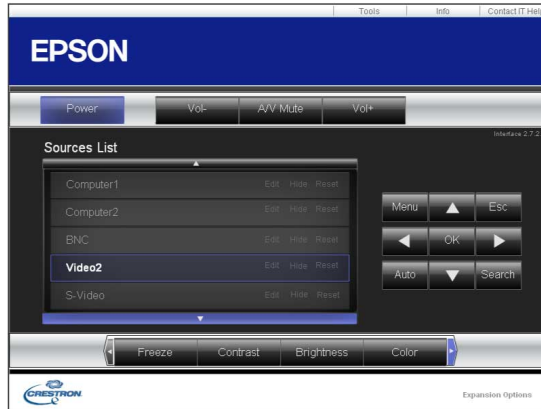 Tools Info Contact IT Hel
EPSON
Power Vol- A/V Mute Vol+
Interface 2.7.2
Sources List
Computer1 Edit Hide Reset
Computer2 Edit Hide Reset
BNC Edit Hide Reset
Video2 Edit Hide Reset
S-Video Edit Hide Reset
Menu Esc
OK
Auto Search
Freeze Contrast Brightness Color
CRESTRON
Expansion Options